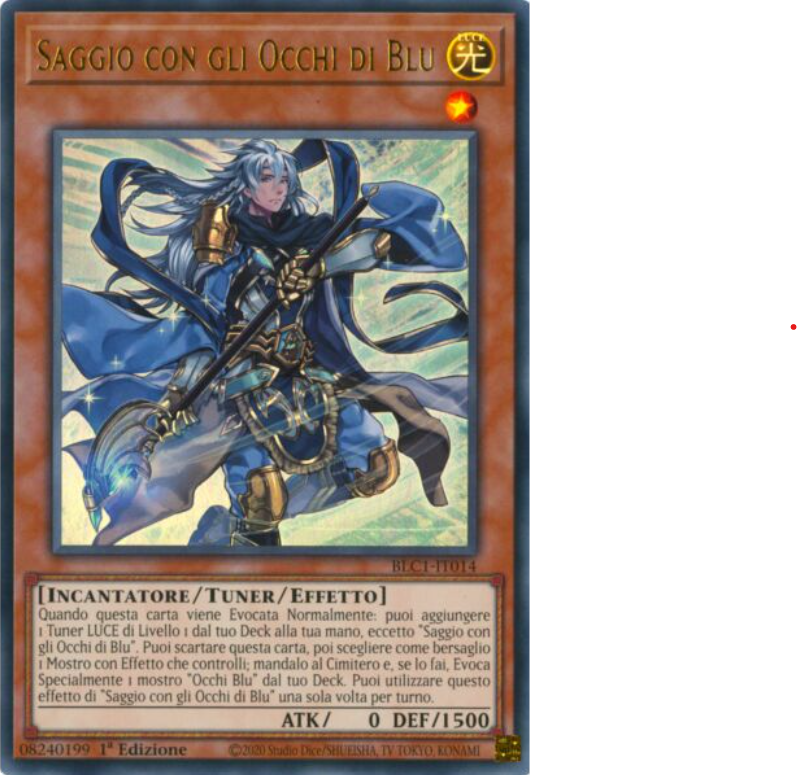 Saggio con gli Occhi di Blu
LUCE
光
BLC1-IT014
[Incantatore/Tuner/Effetto]
Quando questa carta viene Evocata Normalmente: puoi aggiungere
1 Tuner LUCE di Livello 1 dal tuo Deck alla tua mano, eccetto "Saggio con
gli Occhi di Blu". Puoi scartare questa carta, poi scegliere come bersaglio
1 Mostro con Effetto che controlli; mandalo al Cimitero e, se lo fai, Evoca
Specialmente 1 mostro "Occhi Blu" dal tuo Deck. Puoi utilizzare questo
effetto di "Saggio con gli Occhi di Blu" una sola volta per turno.
ATK/ 0 DEF/1500
08240199 1ª Edizione ©2020 Studio Dice/SHUEISHA, TV TOKYO, KONAMI